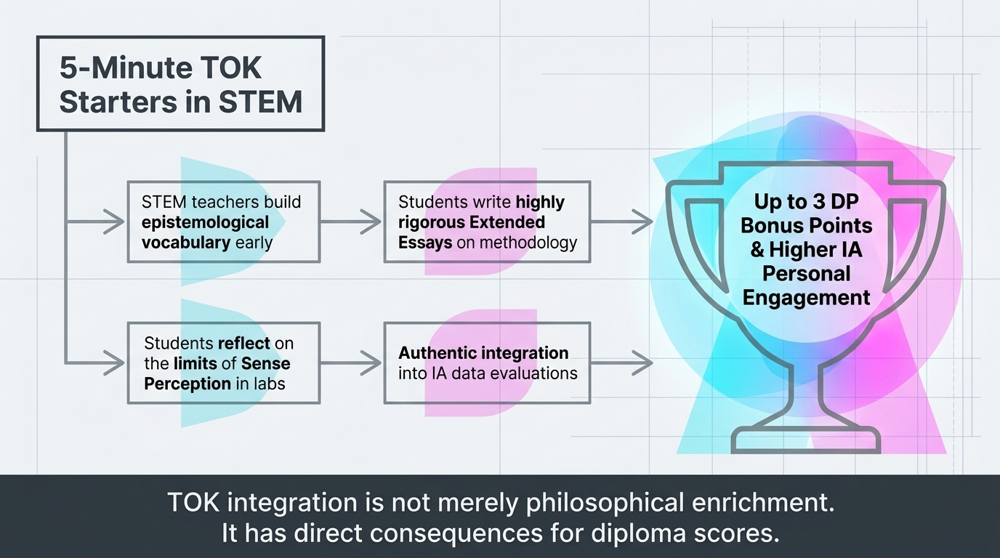 5-Minute TOK
Starters in STEM
STEM teachers build
epistemological
vocabulary early
Students write highly
rigorous Extended
Essays on methodology
Students reflect on
the limits of Sense
Perception in labs
Authentic integration
into IA data evaluations
Up to 3 DP
Bonus Points
& Higher IA
Personal
Engagement
TOK integration is not merely philosophical enrichment.
It has direct consequences for diploma scores.